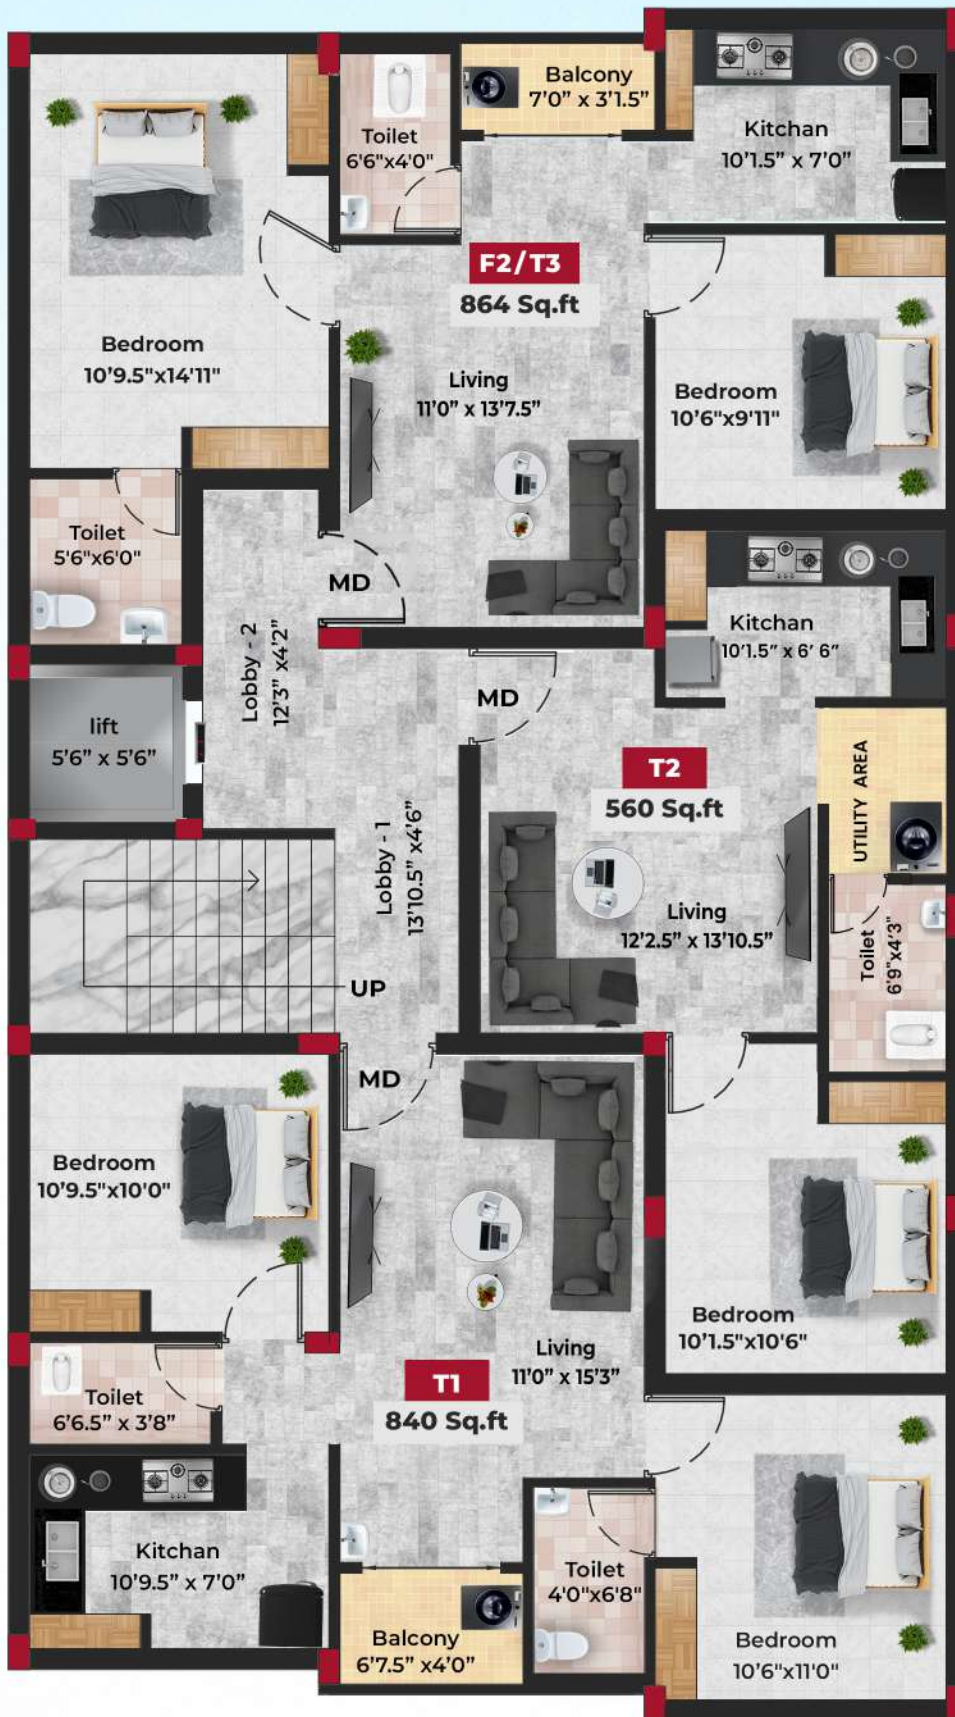 Balcony
7'0” x 3'1.5”
Toilet
6'6"x4'0"
Kitchan
10'1.5” x 7'0”
F2/T3
864 Sq.ft
Bedroom
10'9.5"x14'11"
Living
11'0” x 13'7.5”
Bedroom
10'6"x9'11"
Toilet
5'6"x6'0"
MD
Lobby - 2
12'3” x4'2”
Kitchan
10'1.5” x 6' 6”
MD
lift
5'6” x 5'6”
T2
560 Sq.ft
UTILITY AREA
Lobby - 1
13'10.5” x4'6”
Living
12'2.5” x 13'10.5”
Toilet
6'9"x4'3"
UP
MD
Bedroom
10'9.5"x10'0"
Bedroom
10'1.5"x10'6"
Living
11'0” x 15'3”
T1
840 Sq.ft
Toilet
6'6.5” x 3'8”
Kitchan
10'9.5” x 7'0”
Toilet
4'0"x6'8"
Balcony
6'7.5” x4'0”
Bedroom
10'6"x11'0"